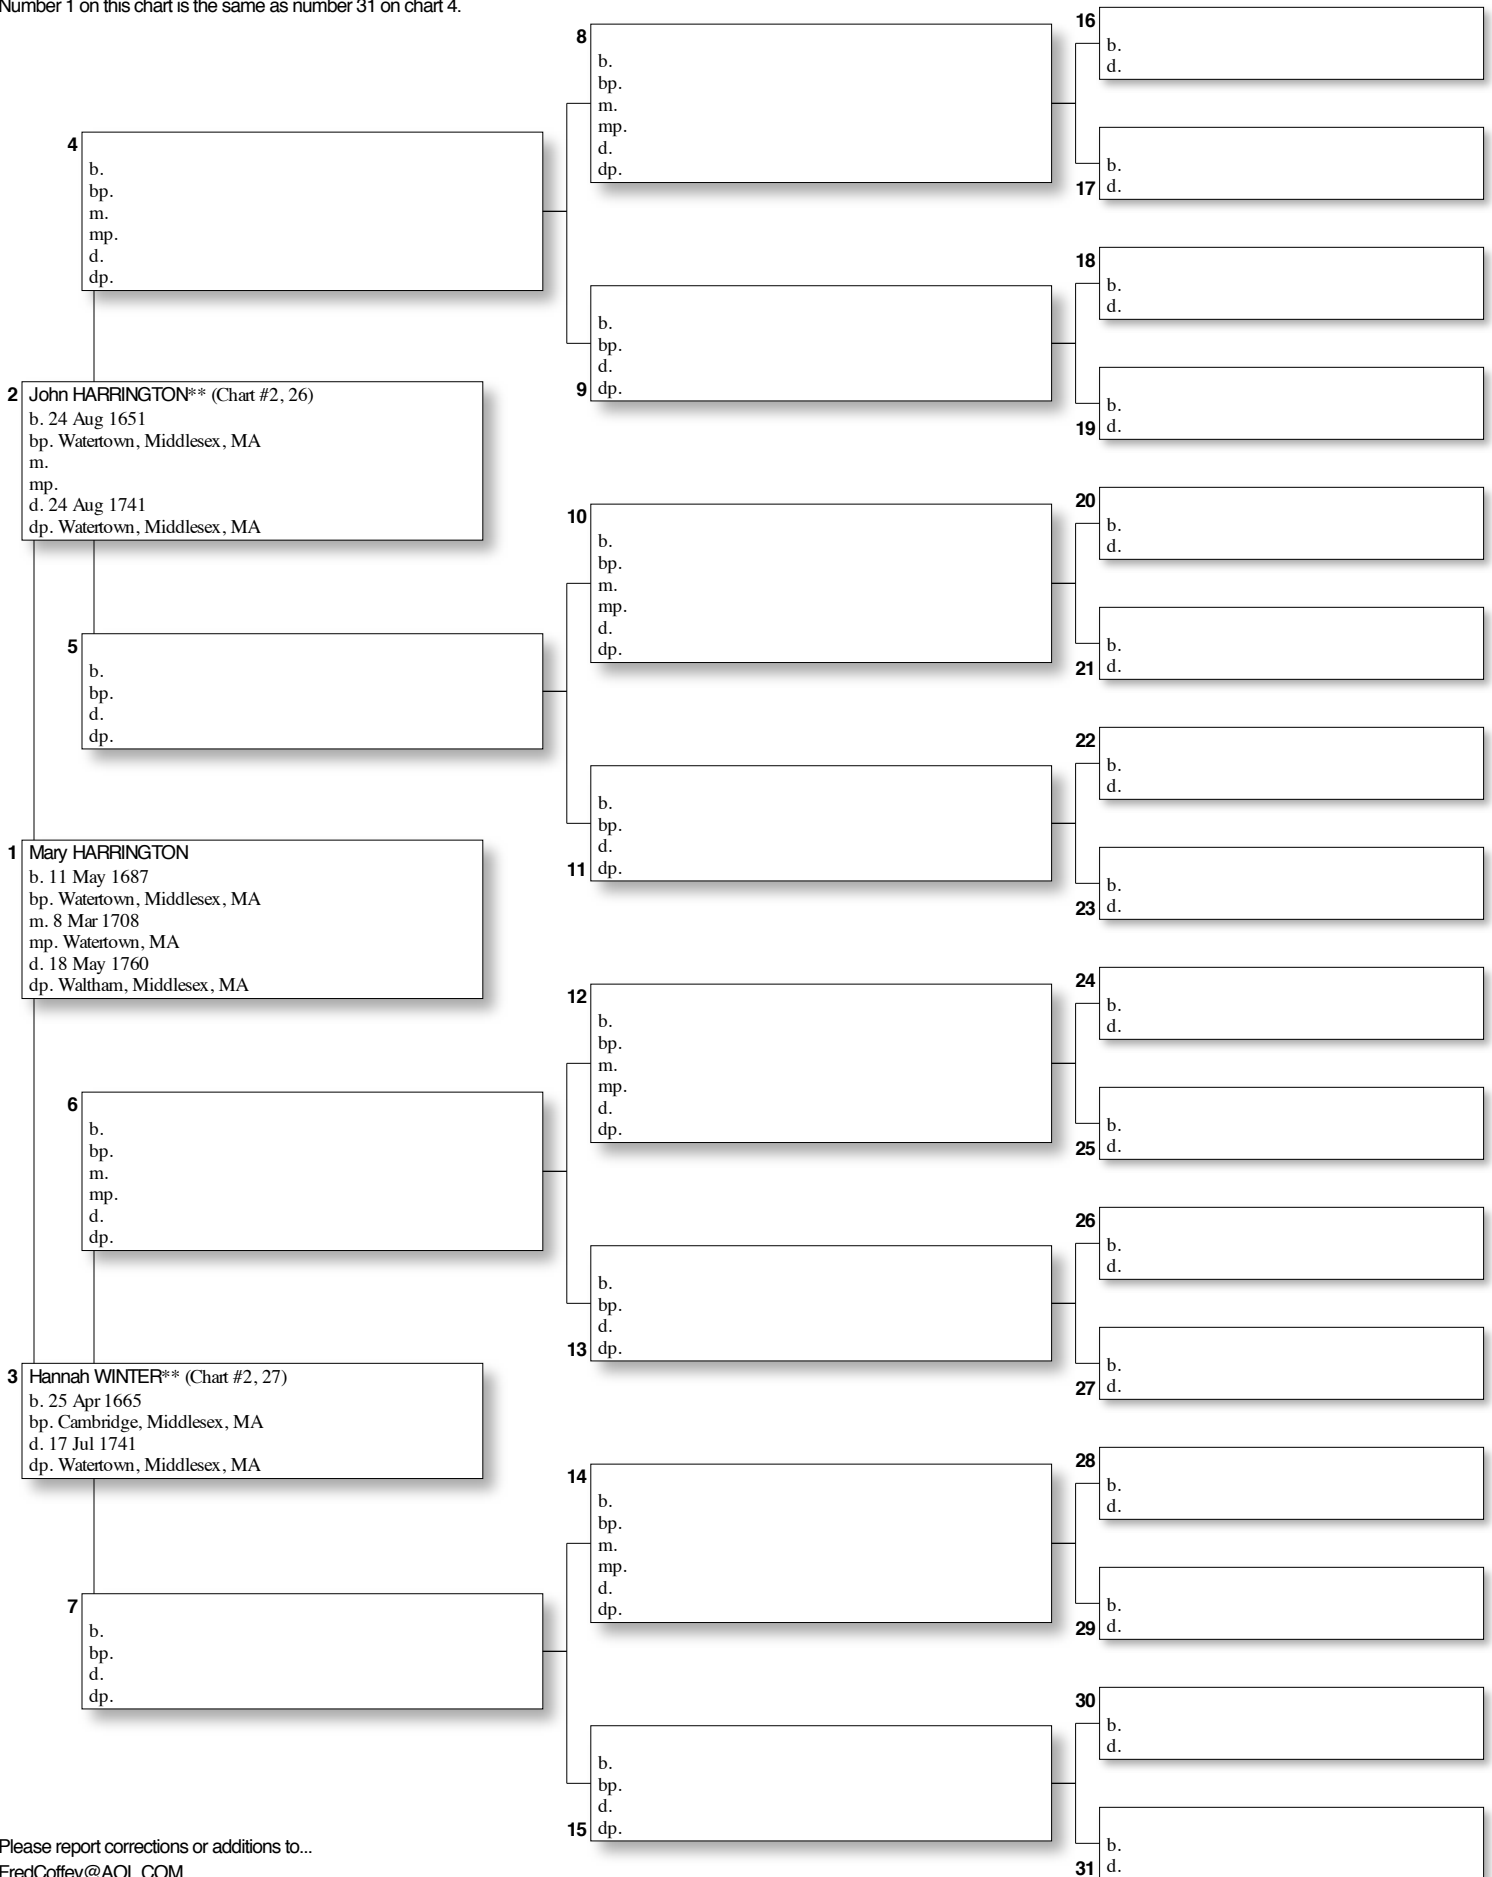 Number 1 on this chart is the same as number 31 on chart 4.
4
b.
bp.
m.
mp.
d.
dp.
2 John HARRINGTON** (Chart #2, 26)
b. 24 Aug 1651
bp. Watertown, Middlesex, MA
m.
mp.
d. 24 Aug 1741
dp. Watertown, Middlesex, MA
5
b.
bp.
d.
dp.
1 Mary HARRINGTON
b. 11 May 1687
bp. Watertown, Middlesex, MA
m. 8 Mar 1708
mp. Watertown, MA
d. 18 May 1760
dp. Waltham, Middlesex, MA
6
b.
bp.
m.
mp.
d.
dp.
3 Hannah WINTER** (Chart #2, 27)
b. 25 Apr 1665
bp. Cambridge, Middlesex, MA
d. 17 Jul 1741
dp. Watertown, Middlesex, MA
7
b.
bp.
d.
dp.
8
b.
bp.
m.
mp.
d.
dp.
b.
bp.
d.
9 dp.
10
b.
bp.
m.
mp.
d.
dp.
b.
bp.
d.
11 dp.
12
b.
bp.
m.
mp.
d.
dp.
b.
bp.
d.
13 dp.
14
b.
bp.
m.
mp.
d.
dp.
b.
bp.
d.
15 dp.
16
b.
d.
b.
17 d.
18
b.
d.
b.
19 d.
20
b.
d.
b.
21 d.
22
b.
d.
b.
23 d.
24
b.
d.
b.
25 d.
26
b.
d.
b.
27 d.
28
b.
d.
b.
29 d.
30
b.
d.
b.
31 d.
Please report corrections or additions to...
FredCoffey@AOL.COM